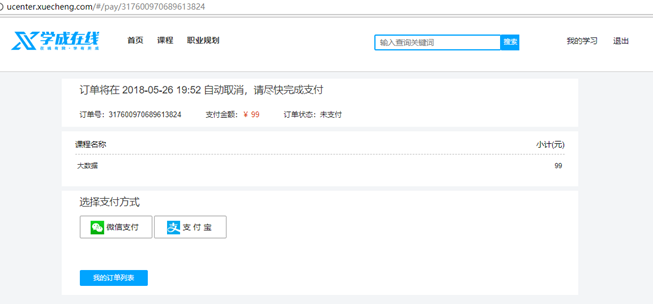 ucenter.xuecheng.com/#/pay/317600970689613824
学成在线
首页 课程 职业规划 输入查询关键词 搜索 我的学习 退出
订单将在 2018-05-26 19:52 自动取消，请尽快完成支付
订单号：317600970689613824 支付金额：￥ 99 订单状态：未支付
课程名称 小计(元)
大数据 99
选择支付方式
微信支付 支 付 宝
我的订单列表